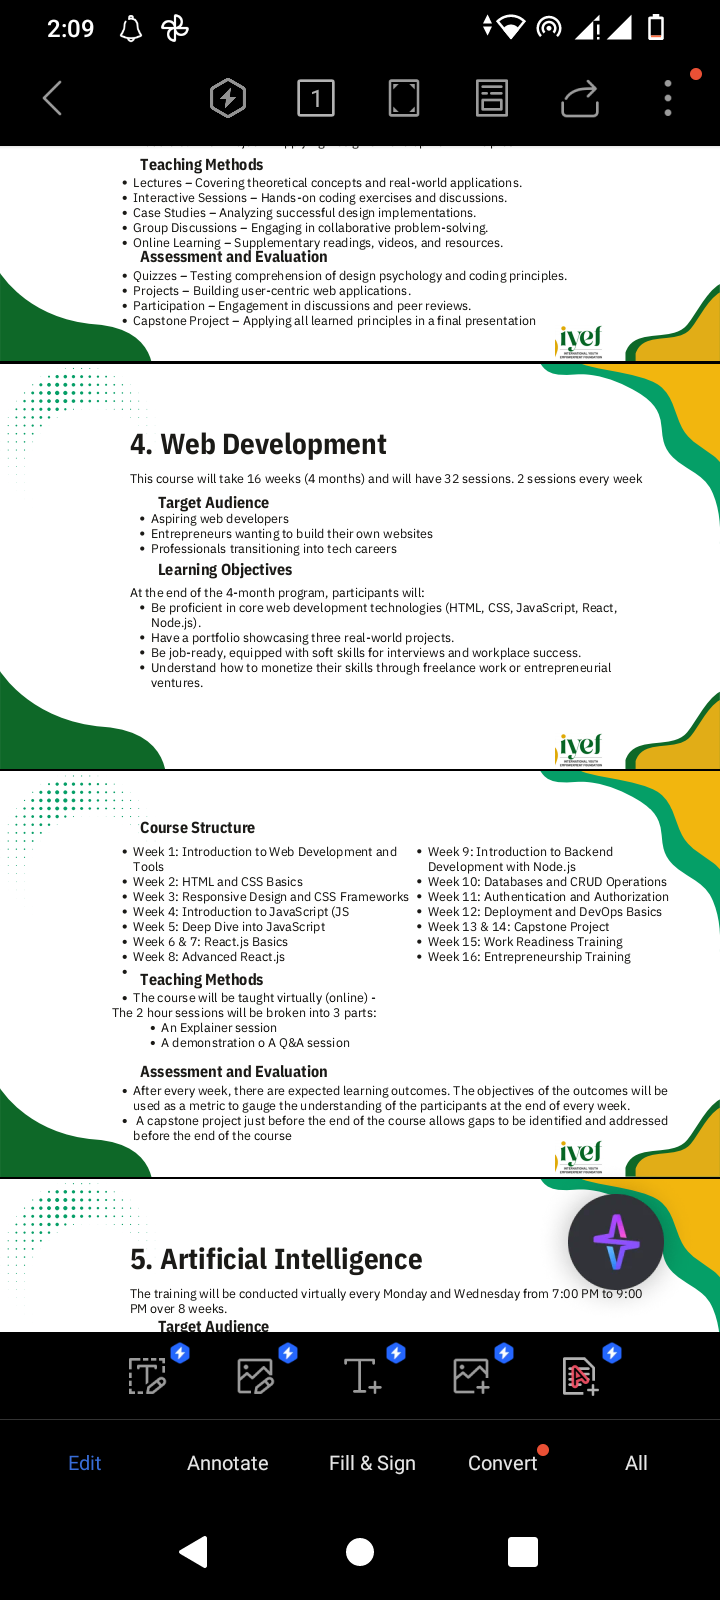 2:09
1
Teaching Methods
• Lectures – Covering theoretical concepts and real-world applications.
• Interactive Sessions – Hands-on coding exercises and discussions.
• Case Studies – Analyzing successful design implementations.
• Group Discussions – Engaging in collaborative problem-solving.
• Online Learning – Supplementary readings, videos, and resources.
Assessment and Evaluation
• Quizzes – Testing comprehension of design psychology and coding principles.
• Projects – Building user-centric web applications.
• Participation – Engagement in discussions and peer reviews.
• Capstone Project – Applying all learned principles in a final presentation
iyef
INTERNATIONAL YOUTH
EMPOWERMENT FOUNDATION
4. Web Development
This course will take 16 weeks (4 months) and will have 32 sessions. 2 sessions every week
Target Audience
• Aspiring web developers
• Entrepreneurs wanting to build their own websites
• Professionals transitioning into tech careers
Learning Objectives
At the end of the 4-month program, participants will:
• Be proficient in core web development technologies (HTML, CSS, JavaScript, React,
Node.js).
• Have a portfolio showcasing three real-world projects.
• Be job-ready, equipped with soft skills for interviews and workplace success.
• Understand how to monetize their skills through freelance work or entrepreneurial
ventures.
iyef
INTERNATIONAL YOUTH
EMPOWERMENT FOUNDATION
Course Structure
• Week 1: Introduction to Web Development and
Tools
• Week 2: HTML and CSS Basics
• Week 3: Responsive Design and CSS Frameworks
• Week 4: Introduction to JavaScript (JS
• Week 5: Deep Dive into JavaScript
• Week 6 & 7: React.js Basics
• Week 8: Advanced React.js
•
• Week 9: Introduction to Backend
Development with Node.js
• Week 10: Databases and CRUD Operations
• Week 11: Authentication and Authorization
• Week 12: Deployment and DevOps Basics
• Week 13 & 14: Capstone Project
• Week 15: Work Readiness Training
• Week 16: Entrepreneurship Training
Teaching Methods
• The course will be taught virtually (online) -
The 2 hour sessions will be broken into 3 parts:
• An Explainer session
• A demonstration o A Q&A session
Assessment and Evaluation
• After every week, there are expected learning outcomes. The objectives of the outcomes will be
used as a metric to gauge the understanding of the participants at the end of every week.
• A capstone project just before the end of the course allows gaps to be identified and addressed
before the end of the course
iyef
INTERNATIONAL YOUTH
EMPOWERMENT FOUNDATION
5. Artificial Intelligence
The training will be conducted virtually every Monday and Wednesday from 7:00 PM to 9:00
PM over 8 weeks.
Target Audience
Edit
Annotate
Fill & Sign
Convert
All